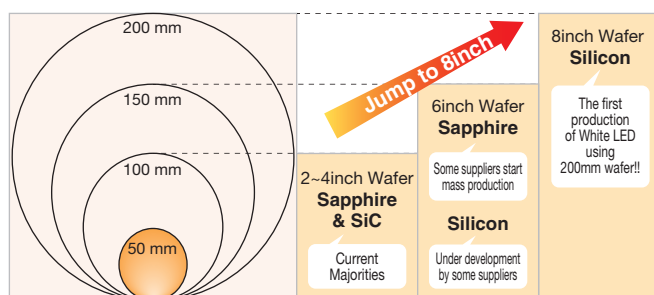 200 mm
150 mm
100 mm
50 mm
Jump to 8inch
2~4inch Wafer
Sapphire
& SiC
Current
Majorities
6inch Wafer
Sapphire
Some suppliers start
mass production
Silicon
Under development
by some suppliers
8inch Wafer
Silicon
The first
production
of White LED
using
200mm wafer!!